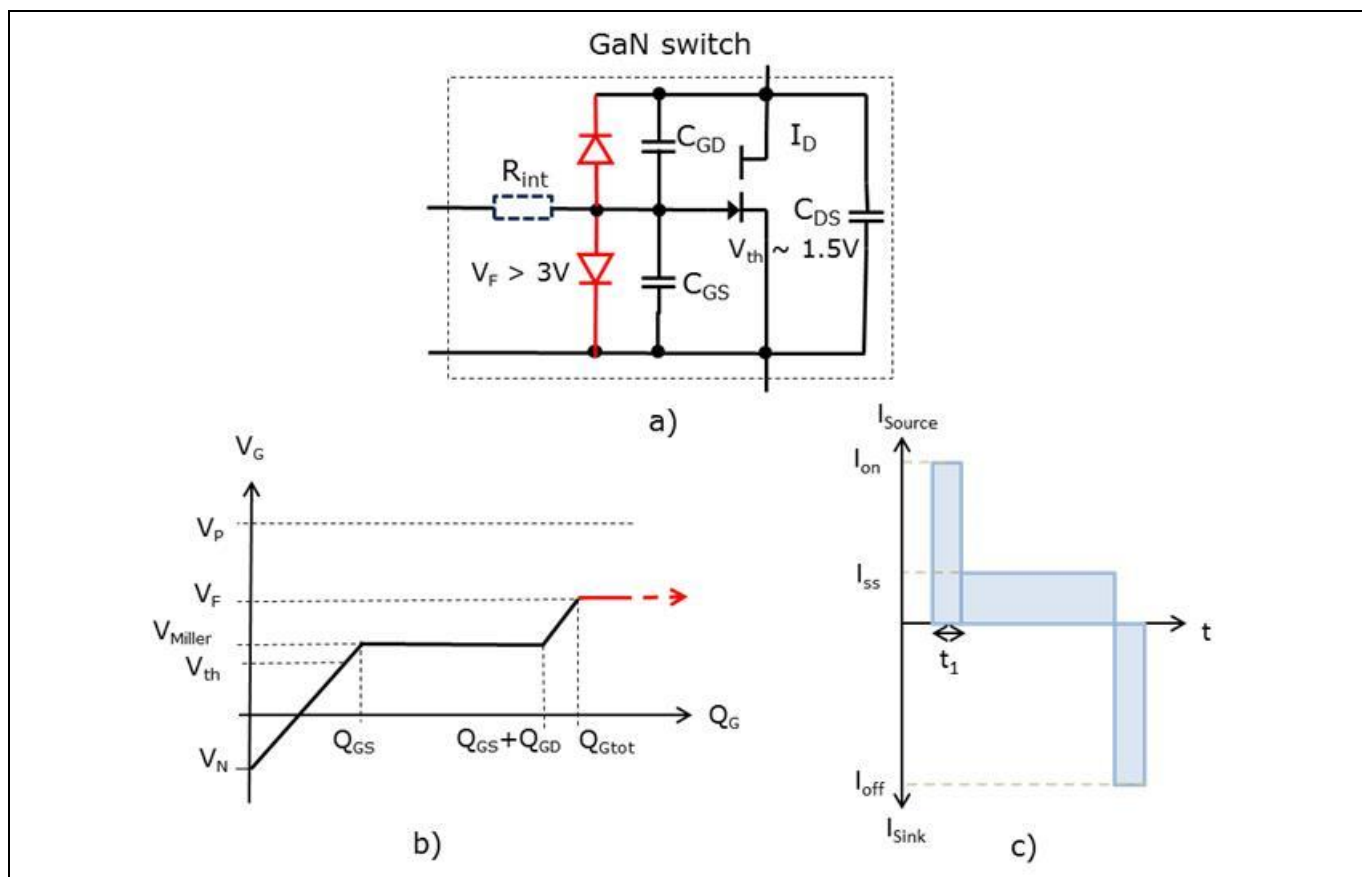 GaN switch
C_GD
I_D
R_int
C_DS
V_th ~ 1.5V
V_F > 3V
C_GS
a)
V_G
V_P
V_F
V_Miller
V_th
V_N
Q_GS
Q_GS+Q_GD
Q_Gtot
Q_G
b)
I_Source
I_on
I_ss
t
t_1
I_off
I_Sink
c)